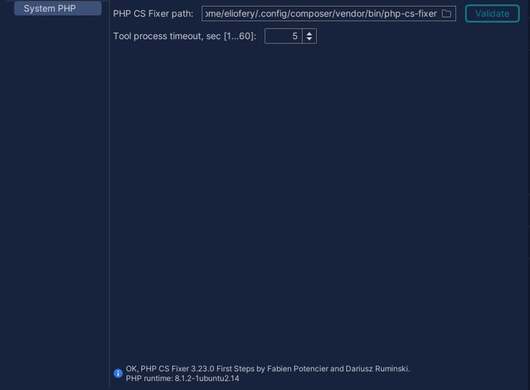 System PHP
PHP CS Fixer path: ome/eliofery/.config/composer/vendor/bin/php-cs-fixer Validate
Tool process timeout, sec [1...60]: 5
OK, PHP CS Fixer 3.23.0 First Steps by Fabien Potencier and Dariusz Ruminski.
PHP runtime: 8.1.2-1ubuntu2.14